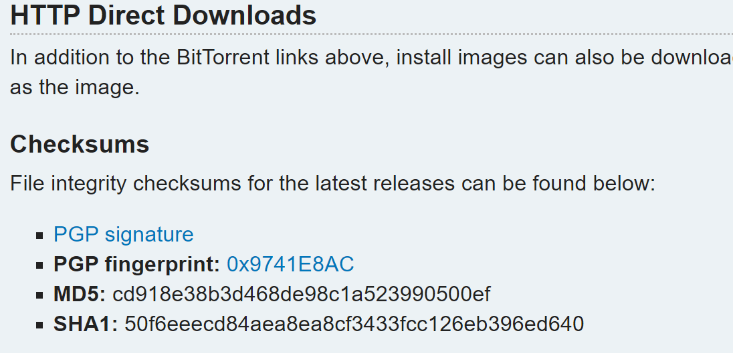 HTTP Direct Downloads
In addition to the BitTorrent links above, install images can also be downloa
as the image.
Checksums
File integrity checksums for the latest releases can be found below:
PGP signature
PGP fingerprint: 0x9741E8AC
MD5: cd918e38b3d468de98c1a523990500ef
SHA1: 50f6eeecd84aea8ea8cf3433fcc126eb396ed640